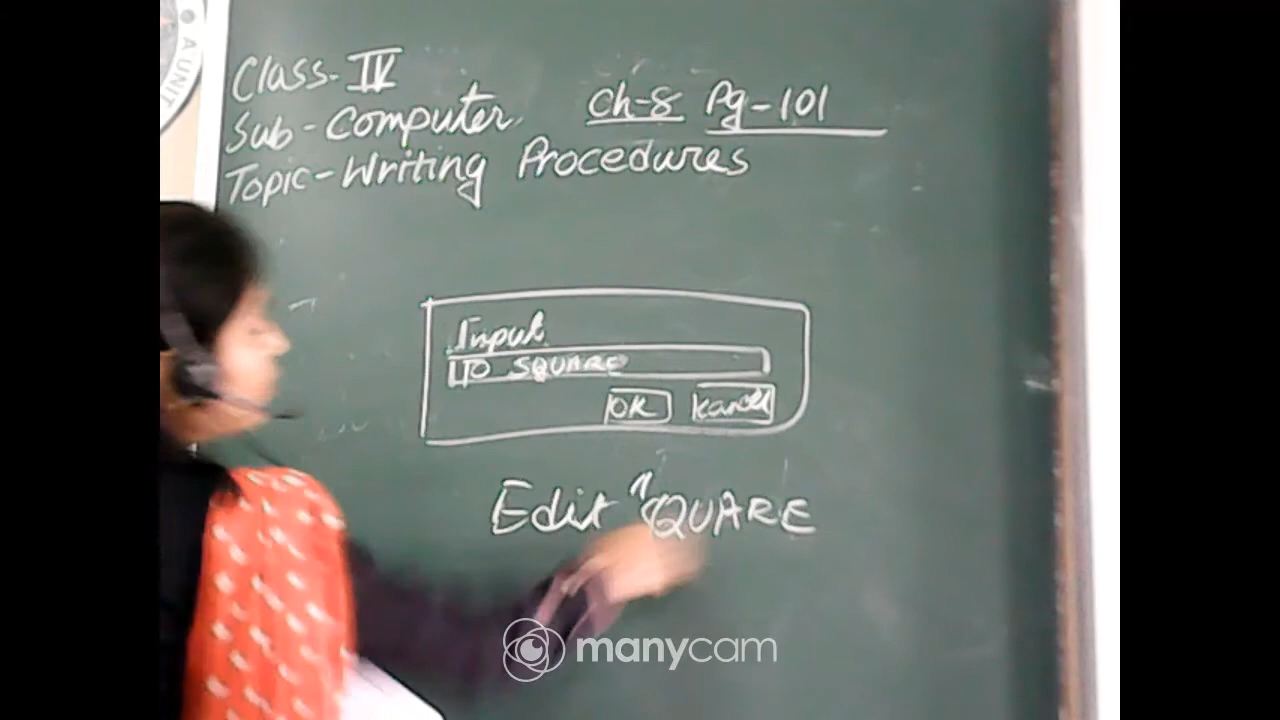 A UNIT
Class-IV
Sub-Computer
Ch-8 Pg-101
Topic-Writing Procedures
Input
TO SQUARE
OK Cancel
Edit "SQUARE
manycam